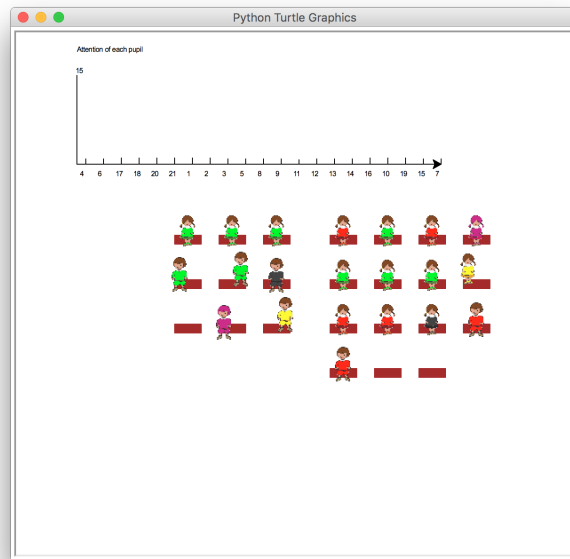 Python Turtle Graphics
Attention of each pupil
15
4 6 17 18 20 21 1 2 3 5 8 9 11 12 13 14 16 10 19 15 7